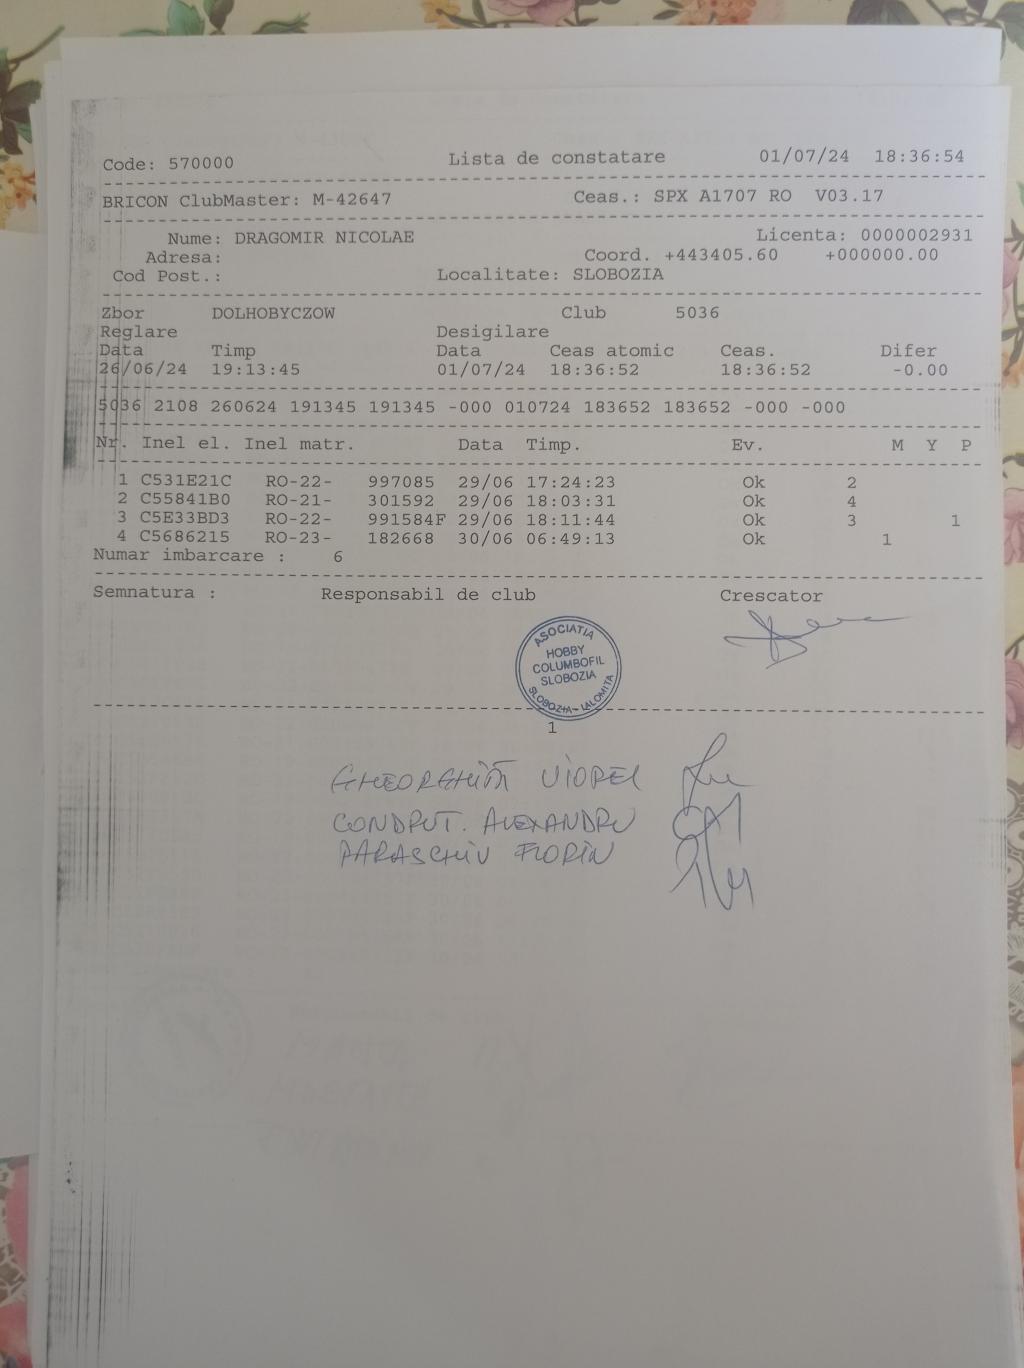 Code: 570000 Lista de constatare 01/07/24 18:36:54
BRICON ClubMaster: M-42647 Ceas.: SPX A1707 RO V03.17
Nume: DRAGOMIR NICOLAE Licenta: 0000002931
Adresa: Coord. +443405.60 +000000.00
Cod Post.: Localitate: SLOBOZIA
Zbor DOLHOBYCZOW Club 5036
Reglare Desigilare
Data Timp Data Ceas atomic Ceas. Difer
26/06/24 19:13:45 01/07/24 18:36:52 18:36:52 -0.00
5036 2108 260624 191345 191345 -000 010724 183652 183652 -000 -000
Nr. Inel el. Inel matr. Data Timp. Ev. M Y P
1 C531E21C RO-22- 997085 29/06 17:24:23 Ok 2
2 C55841B0 RO-21- 301592 29/06 18:03:31 Ok 4
3 C5E33BD3 RO-22- 991584F 29/06 18:11:44 Ok 3 1
4 C5686215 RO-23- 182668 30/06 06:49:13 Ok 1
Numar imbarcare : 6
Semnatura : Responsabil de club Crescator
ASOCIATIA
HOBBY
COLUMBOFIL
SLOBOZIA
SLOBOZIA - IALOMITA
1
GHEORGHITĂ VIOREL
CONDRUT. ALEXANDRU
PARASCHIV FLORIN